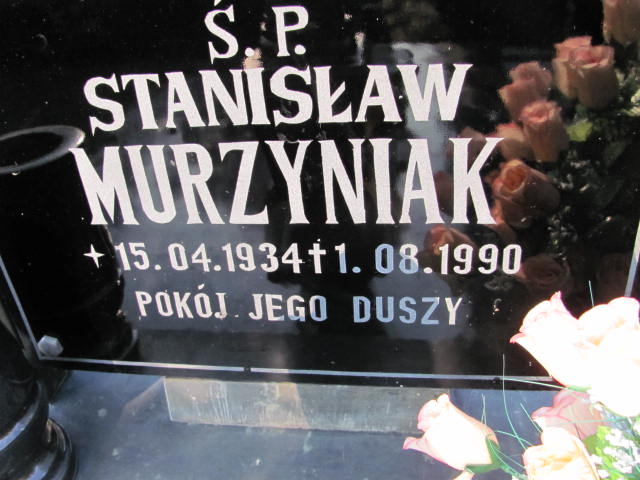 Ś. P.
STANISŁAW
MURZYNIAK
+ 15. 04. 1934 † 1. 08. 1990
POKÓJ JEGO DUSZY